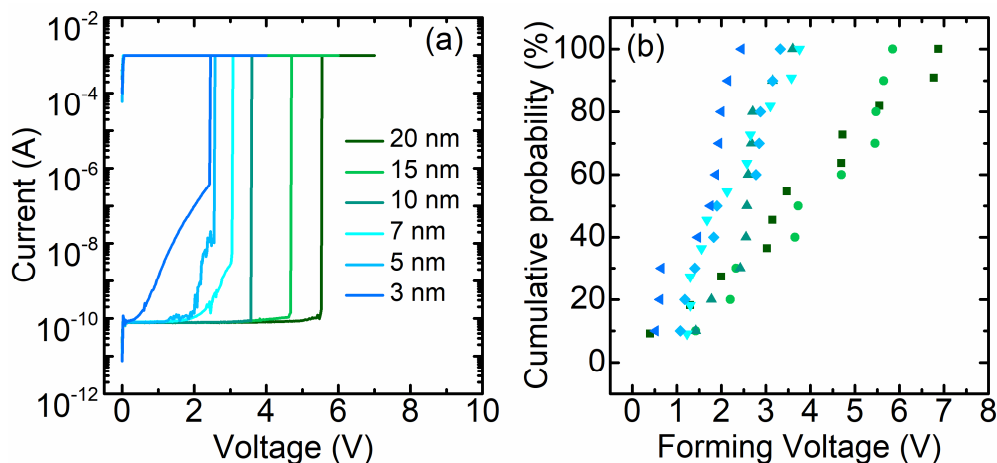 (a)
10⁻²
10⁻⁴
10⁻⁶
10⁻⁸
10⁻¹⁰
10⁻¹²
Current (A)
20 nm
15 nm
10 nm
7 nm
5 nm
3 nm
0 2 4 6 8 10
Voltage (V)
(b)
100
80
60
40
20
0
Cumulative probability (%)
0 1 2 3 4 5 6 7 8
Forming Voltage (V)